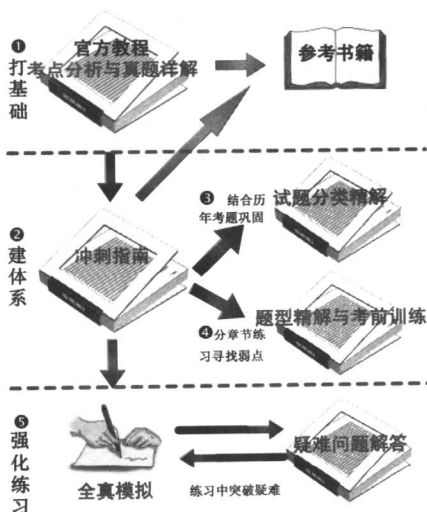 ❶
打
基
础
官方教程
考点分析与真题详解
参考书籍
❷
建
体
系
冲刺指南
❸ 结合历
年考题巩固
试题分类精解
❹分章节练
习寻找弱点
题型精解与考前训练
❺
强
化
练
习
全真模拟
练习中突破疑难
疑难问题解答